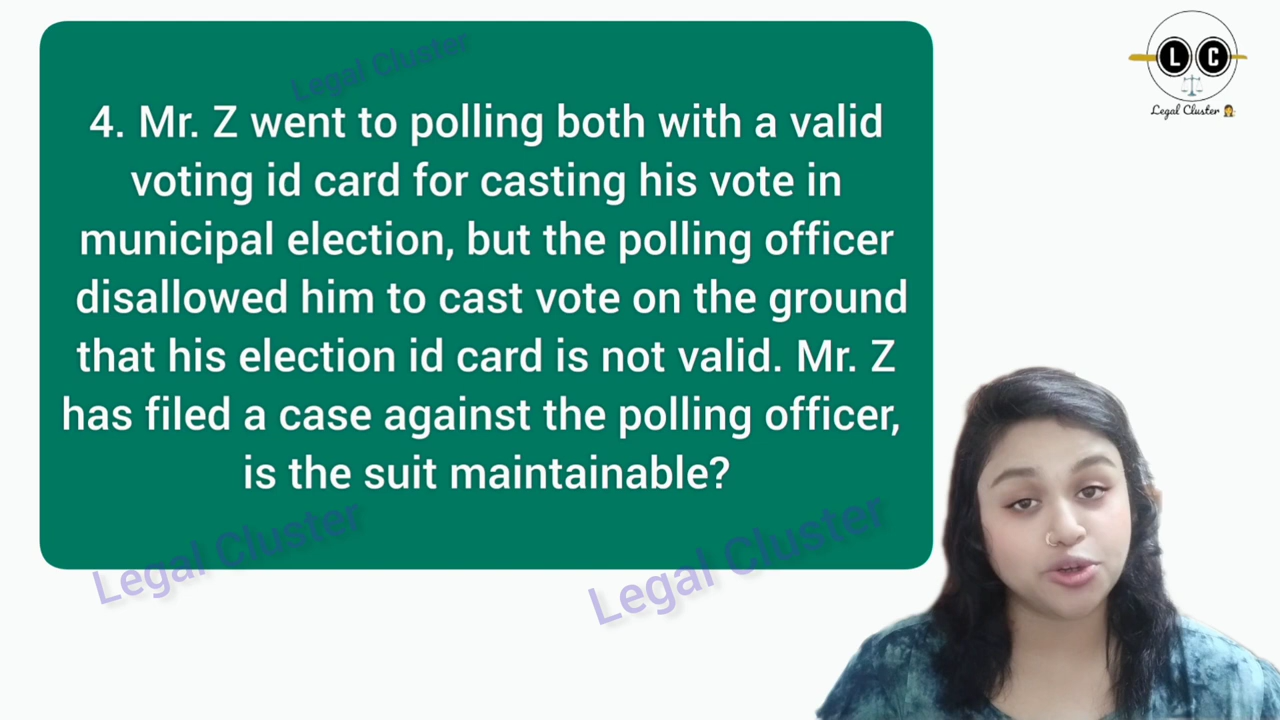 Legal Cluster
L C
Legal Cluster
4. Mr. Z went to polling both with a valid
voting id card for casting his vote in
municipal election, but the polling officer
disallowed him to cast vote on the ground
that his election id card is not valid. Mr. Z
has filed a case against the polling officer,
is the suit maintainable?
Legal Cluster
Legal Cluster